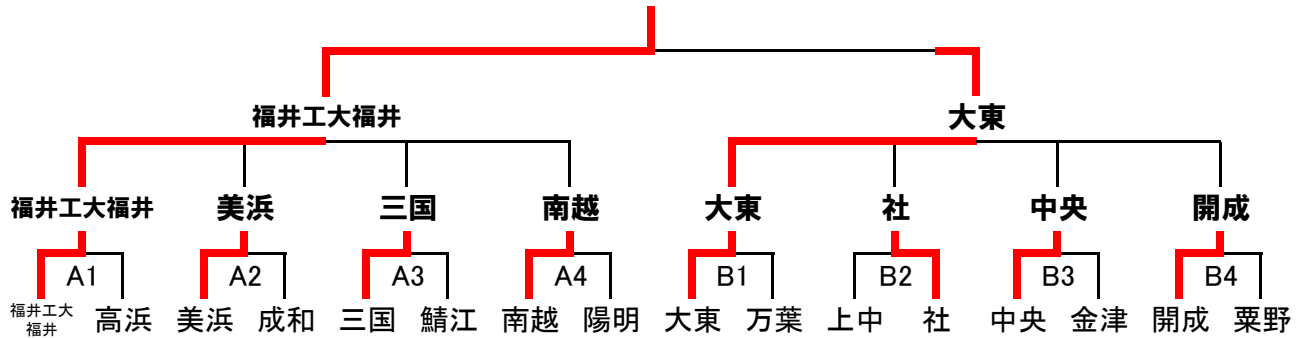 福井工大福井 大東
福井工大福井 美浜 三国 南越 大東 社 中央 開成
A1 A2 A3 A4 B1 B2 B3 B4
福井工大
福井
高浜 美浜 成和 三国 鯖江 南越 陽明 大東 万葉 上中 社 中央 金津 開成 粟野